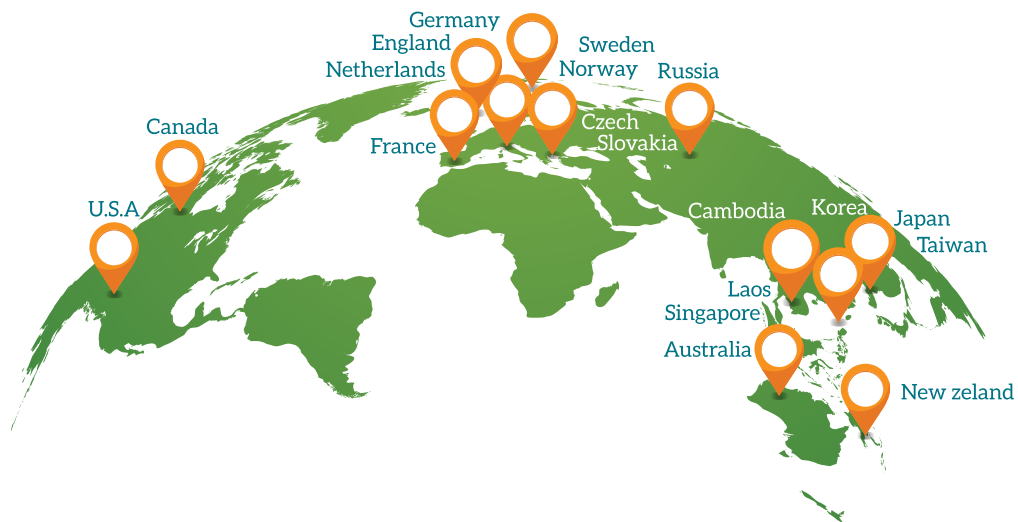 Germany
England
Netherlands
Sweden
Norway
Russia
Canada
France
Czech
Slovakia
U.S.A
Cambodia
Korea
Japan
Taiwan
Laos
Singapore
Australia
New zeland